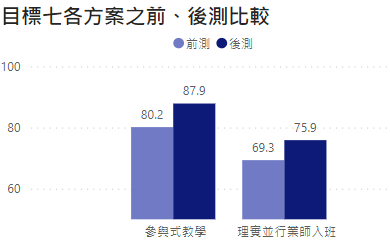 目標七各方案之前、後測比較
前測 後測
100
80
60
80.2
87.9
69.3
75.9
參與式教學
理實並行業師入班